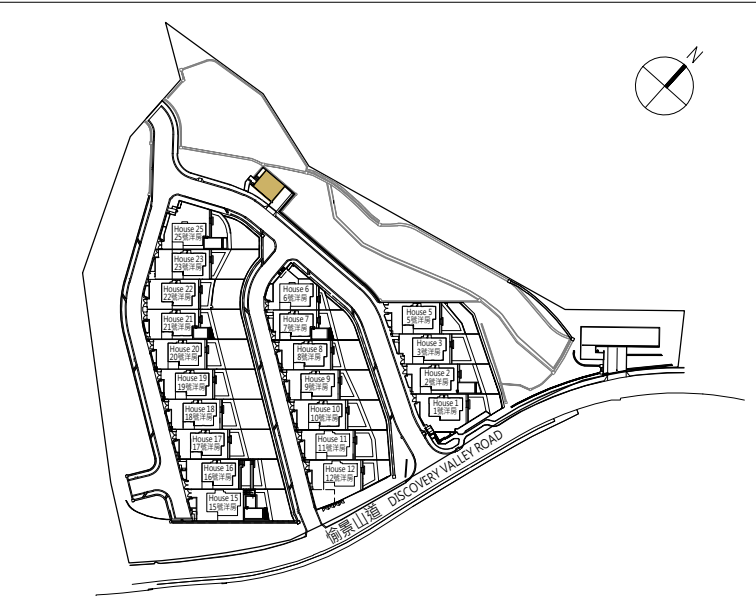 N
House 25
25號洋房
House 23
23號洋房
House 22
22號洋房
House 21
21號洋房
House 20
20號洋房
House 19
19號洋房
House 18
18號洋房
House 17
17號洋房
House 16
16號洋房
House 15
15號洋房
House 6
6號洋房
House 7
7號洋房
House 8
8號洋房
House 9
9號洋房
House 10
10號洋房
House 11
11號洋房
House 12
12號洋房
House 5
5號洋房
House 3
3號洋房
House 2
2號洋房
House 1
1號洋房
愉景山道 DISCOVERY VALLEY ROAD